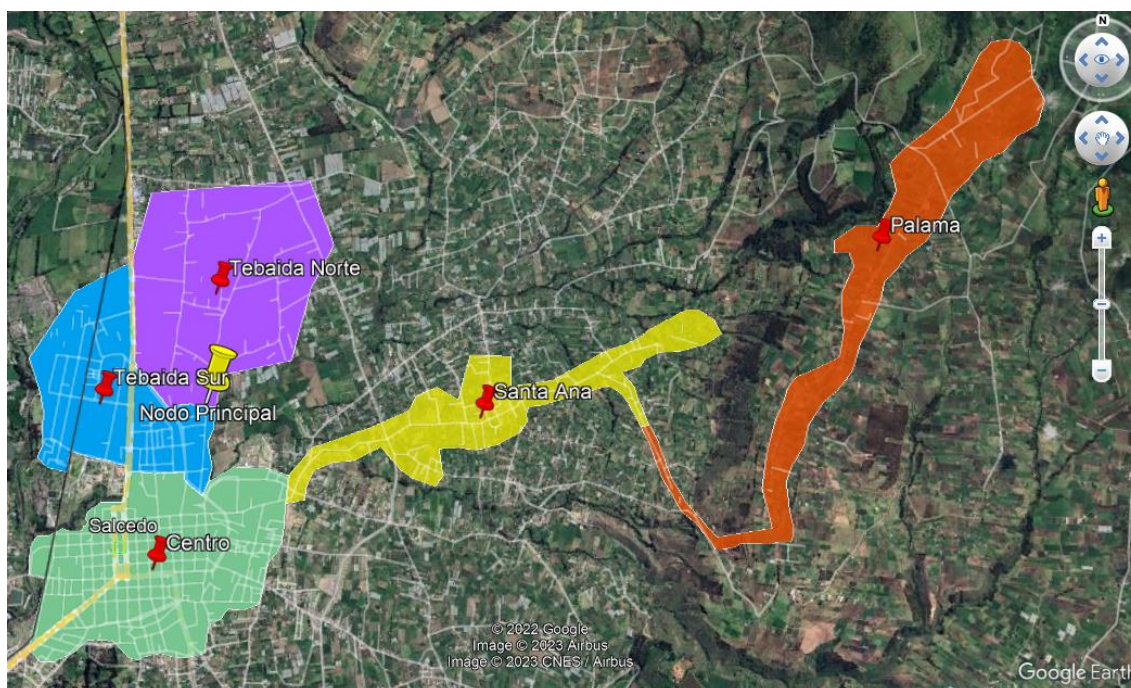 N
Palama
Tebaida Norte
Tebaida Sur
Santa Ana
Nodo Principal
Salcedo
Centro
© 2022 Google
Image © 2023 Airbus
Image © 2023 CNES / Airbus
Google Earth